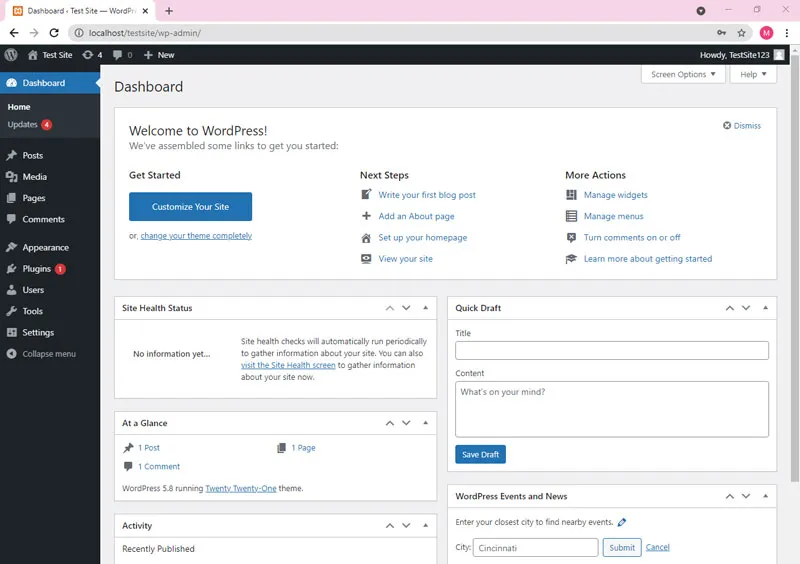 Dashboard ‹ Test Site — WordPr
localhost/testsite/wp-admin/
M
Test Site 4 0 New
Howdy, TestSite123
Dashboard
Home
Updates 4
Posts
Media
Pages
Comments
Appearance
Plugins 1
Users
Tools
Settings
Collapse menu
Screen Options
Help
Dashboard
Welcome to WordPress!
We've assembled some links to get you started:
Dismiss
Get Started
Customize Your Site
or, change your theme completely
Next Steps
Write your first blog post
Add an About page
Set up your homepage
View your site
More Actions
Manage widgets
Manage menus
Turn comments on or off
Learn more about getting started
Site Health Status
No information yet...
Site health checks will automatically run periodically
to gather information about your site. You can also
visit the Site Health screen to gather information
about your site now.
At a Glance
1 Post
1 Page
1 Comment
WordPress 5.8 running Twenty Twenty-One theme.
Activity
Recently Published
Quick Draft
Title
Content
What's on your mind?
Save Draft
WordPress Events and News
Enter your closest city to find nearby events.
City: Cincinnati Submit Cancel